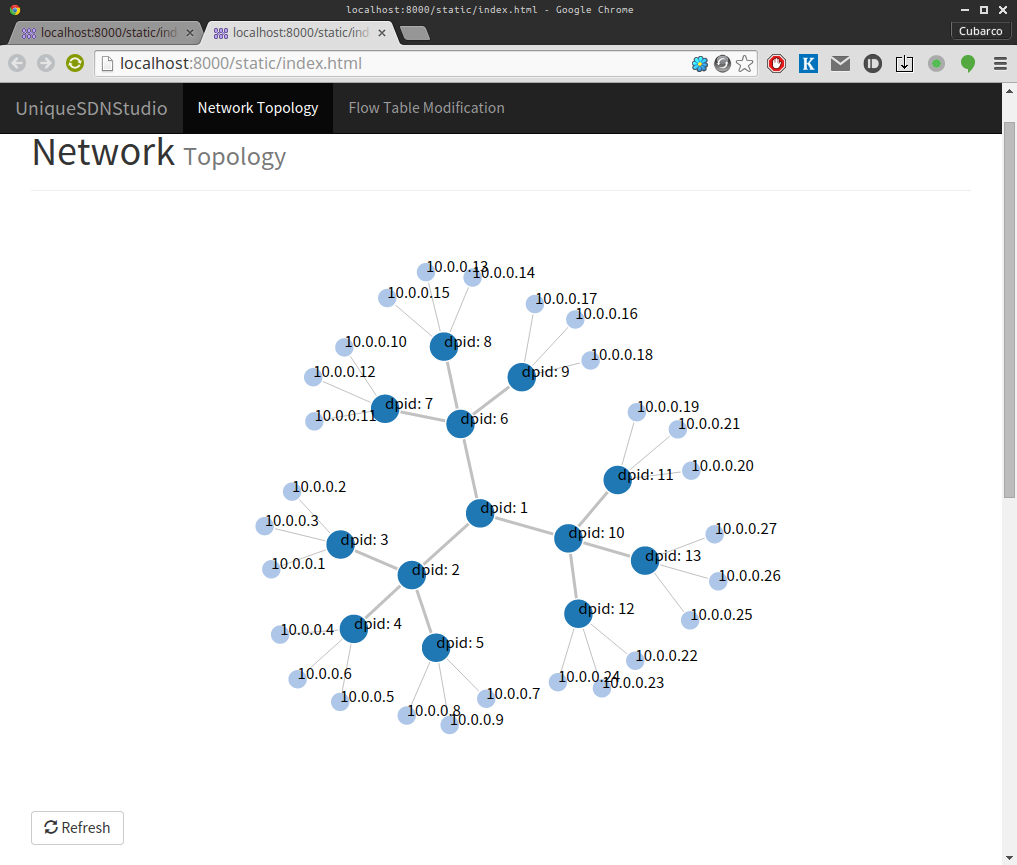 localhost:8000/static/index.html - Google Chrome
localhost:8000/static/ind
localhost:8000/static/ind
Cubarco
localhost:8000/static/index.html
K
UniqueSDNStudio
Network Topology
Flow Table Modification
Network Topology
10.0.0.13
10.0.0.14
10.0.0.15
10.0.0.17
10.0.0.16
10.0.0.10
dpid: 8
10.0.0.18
10.0.0.12
dpid: 9
dpid: 7
10.0.0.19
10.0.0.11
dpid: 6
10.0.0.21
10.0.0.20
dpid: 11
10.0.0.2
dpid: 1
10.0.0.3
10.0.0.27
dpid: 10
dpid: 3
dpid: 13
10.0.0.1
dpid: 2
10.0.0.26
dpid: 12
10.0.0.25
dpid: 4
10.0.0.4
dpid: 5
10.0.0.22
10.0.0.6
10.0.0.24
10.0.0.23
10.0.0.7
10.0.0.5
10.0.0.8
10.0.0.9
Refresh